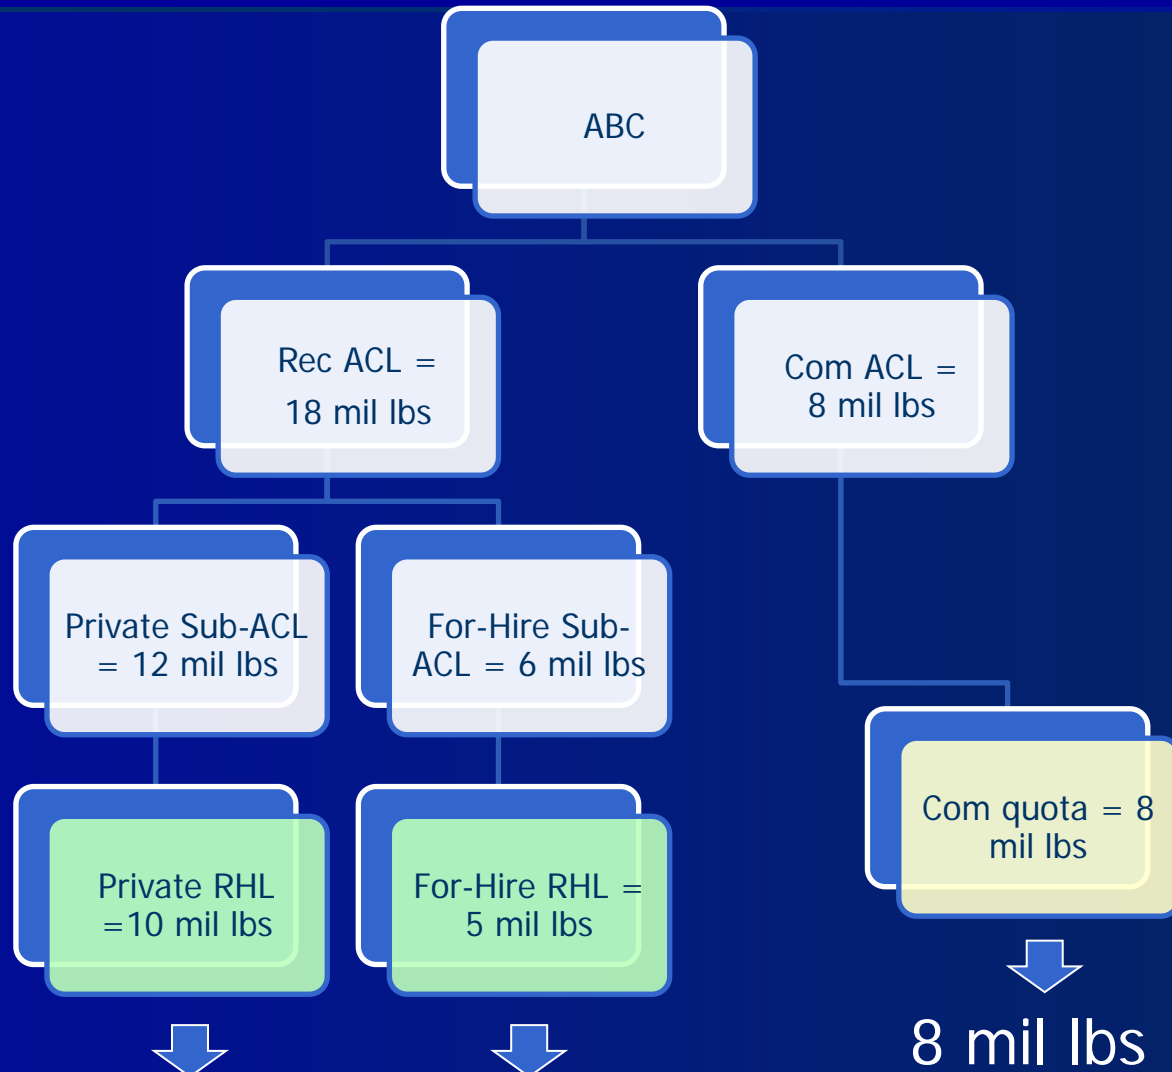 ABC
Rec ACL =
18 mil lbs
Com ACL =
8 mil lbs
Private Sub-ACL
= 12 mil lbs
For-Hire Sub-
ACL = 6 mil lbs
Private RHL
=10 mil lbs
For-Hire RHL =
5 mil lbs
Com quota = 8
mil lbs
8 mil lbs